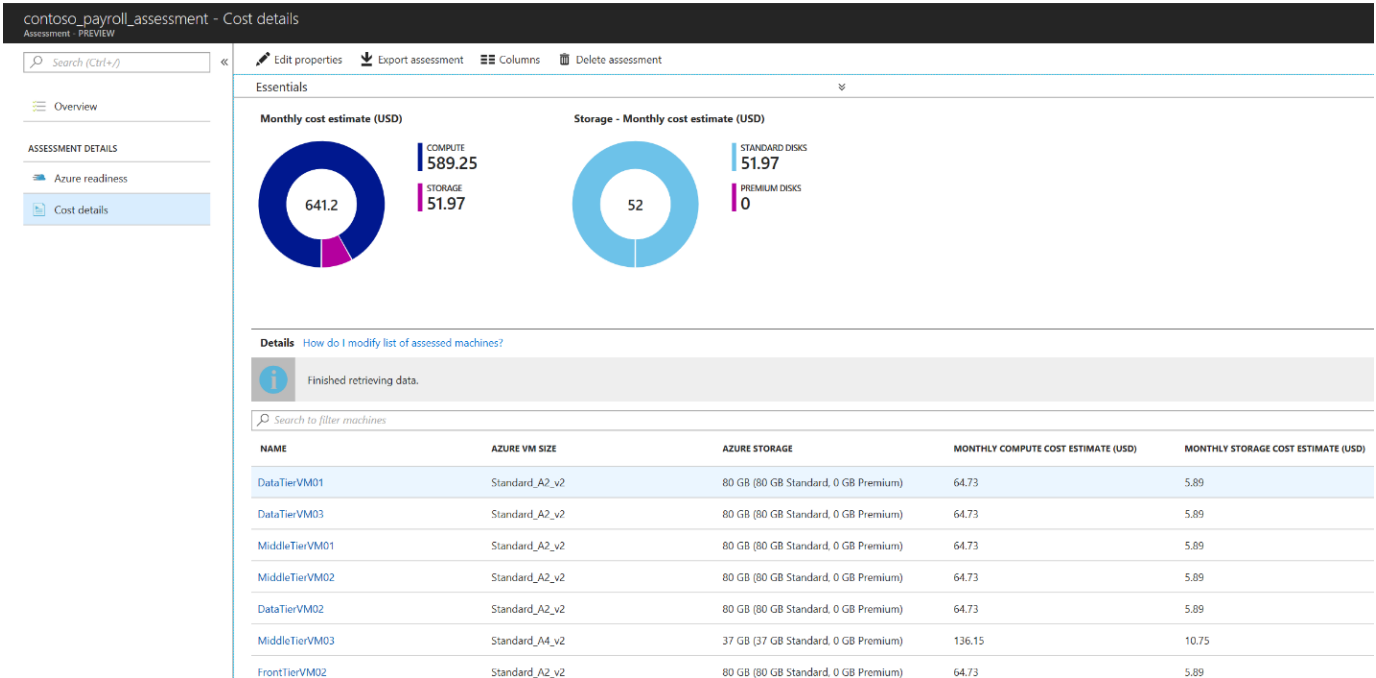 contoso_payroll_assessment - Cost details
Assessment - PREVIEW
Search (Ctrl+/)
«
Overview
ASSESSMENT DETAILS
Azure readiness
Cost details
Edit properties Export assessment Columns Delete assessment
Essentials
Monthly cost estimate (USD)
641.2
COMPUTE
589.25
STORAGE
51.97
Storage - Monthly cost estimate (USD)
52
STANDARD DISKS
51.97
PREMIUM DISKS
0
Details How do I modify list of assessed machines?
Finished retrieving data.
Search to filter machines
NAME AZURE VM SIZE AZURE STORAGE MONTHLY COMPUTE COST ESTIMATE (USD) MONTHLY STORAGE COST ESTIMATE (USD)
DataTierVM01 Standard_A2_v2 80 GB (80 GB Standard, 0 GB Premium) 64.73 5.89
DataTierVM03 Standard_A2_v2 80 GB (80 GB Standard, 0 GB Premium) 64.73 5.89
MiddleTierVM01 Standard_A2_v2 80 GB (80 GB Standard, 0 GB Premium) 64.73 5.89
MiddleTierVM02 Standard_A2_v2 80 GB (80 GB Standard, 0 GB Premium) 64.73 5.89
DataTierVM02 Standard_A2_v2 80 GB (80 GB Standard, 0 GB Premium) 64.73 5.89
MiddleTierVM03 Standard_A4_v2 37 GB (37 GB Standard, 0 GB Premium) 136.15 10.75
FrontTierVM02 Standard_A2_v2 80 GB (80 GB Standard, 0 GB Premium) 64.73 5.89